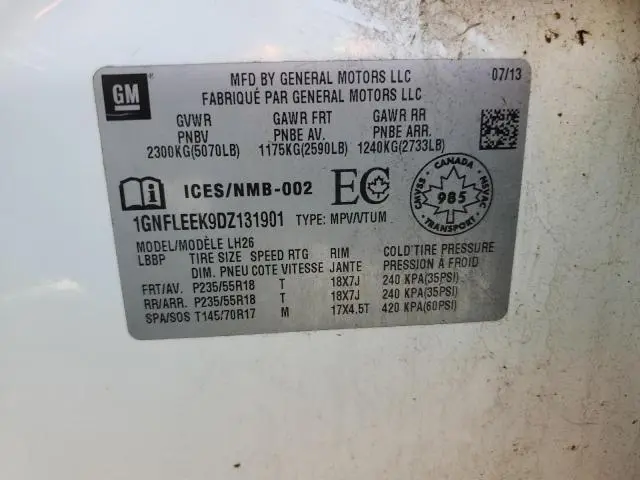 GM
MFD BY GENERAL MOTORS LLC 07/13
FABRIQUÉ PAR GENERAL MOTORS LLC
GVWR GAWR FRT GAWR RR
PNBV PNBE AV. PNBE ARR.
2300KG(5070LB) 1175KG(2590LB) 1240KG(2733LB)
i ICES/NMB-002 EC
CANADA
CMVSS NSVAC
985
TRANSPORT
1GNFLEEK9DZ131901 TYPE: MPV/VTUM
MODEL/MODÈLE LH26
LBBP TIRE SIZE SPEED RTG RIM COLD TIRE PRESSURE
DIM. PNEU COTE VITESSE JANTE PRESSION À FROID
FRT/AV. P235/55R18 T 18X7J 240 KPA(35PSI)
RR/ARR. P235/55R18 T 18X7J 240 KPA(35PSI)
SPA/SOS T145/70R17 M 17X4.5T 420 KPA(60PSI)